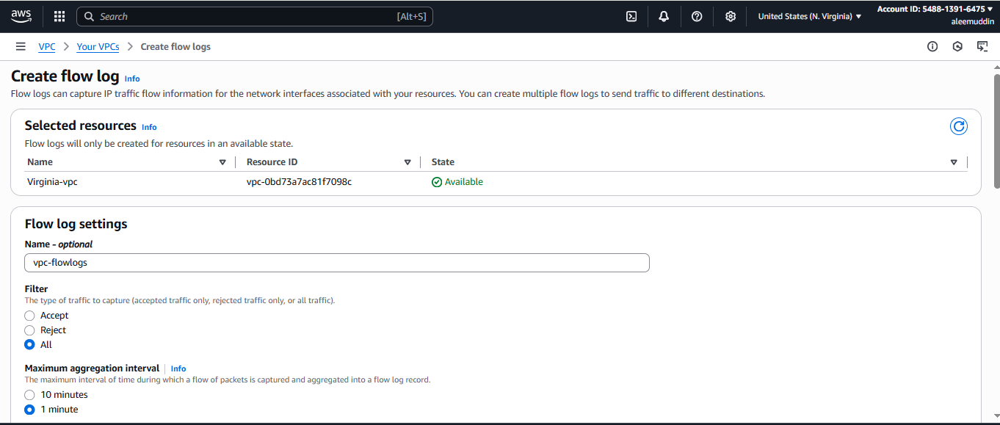 aws
Search [Alt+S]
United States (N. Virginia)
Account ID: 5488-1391-6475
aleemuddin
VPC
Your VPCs
Create flow logs
Create flow log Info
Flow logs can capture IP traffic flow information for the network interfaces associated with your resources. You can create multiple flow logs to send traffic to different destinations.
Selected resources Info
Flow logs will only be created for resources in an available state.
Name Resource ID State
Virginia-vpc vpc-0bd73a7ac81f7098c Available
Flow log settings
Name - optional
vpc-flowlogs
Filter
The type of traffic to capture (accepted traffic only, rejected traffic only, or all traffic).
Accept
Reject
All
Maximum aggregation interval Info
The maximum interval of time during which a flow of packets is captured and aggregated into a flow log record.
10 minutes
1 minute